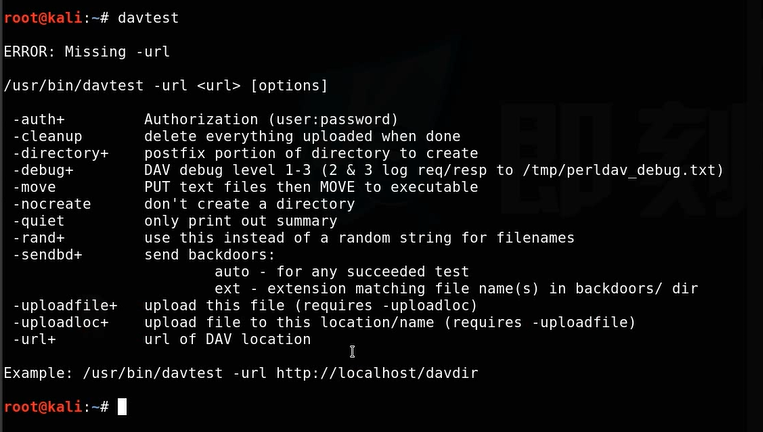 root@kali:~# davtest
ERROR: Missing -url
/usr/bin/davtest -url <url> [options]
-auth+ Authorization (user:password)
-cleanup delete everything uploaded when done
-directory+ postfix portion of directory to create
-debug+ DAV debug level 1-3 (2 & 3 log req/resp to /tmp/perldav_debug.txt)
-move PUT text files then MOVE to executable
-nocreate don't create a directory
-quiet only print out summary
-rand+ use this instead of a random string for filenames
-sendbd+ send backdoors:
auto - for any succeeded test
ext - extension matching file name(s) in backdoors/ dir
-uploadfile+ upload this file (requires -uploadloc)
-uploadloc+ upload file to this location/name (requires -uploadfile)
-url+ url of DAV location
Example: /usr/bin/davtest -url http://localhost/davdir
root@kali:~#
即刻